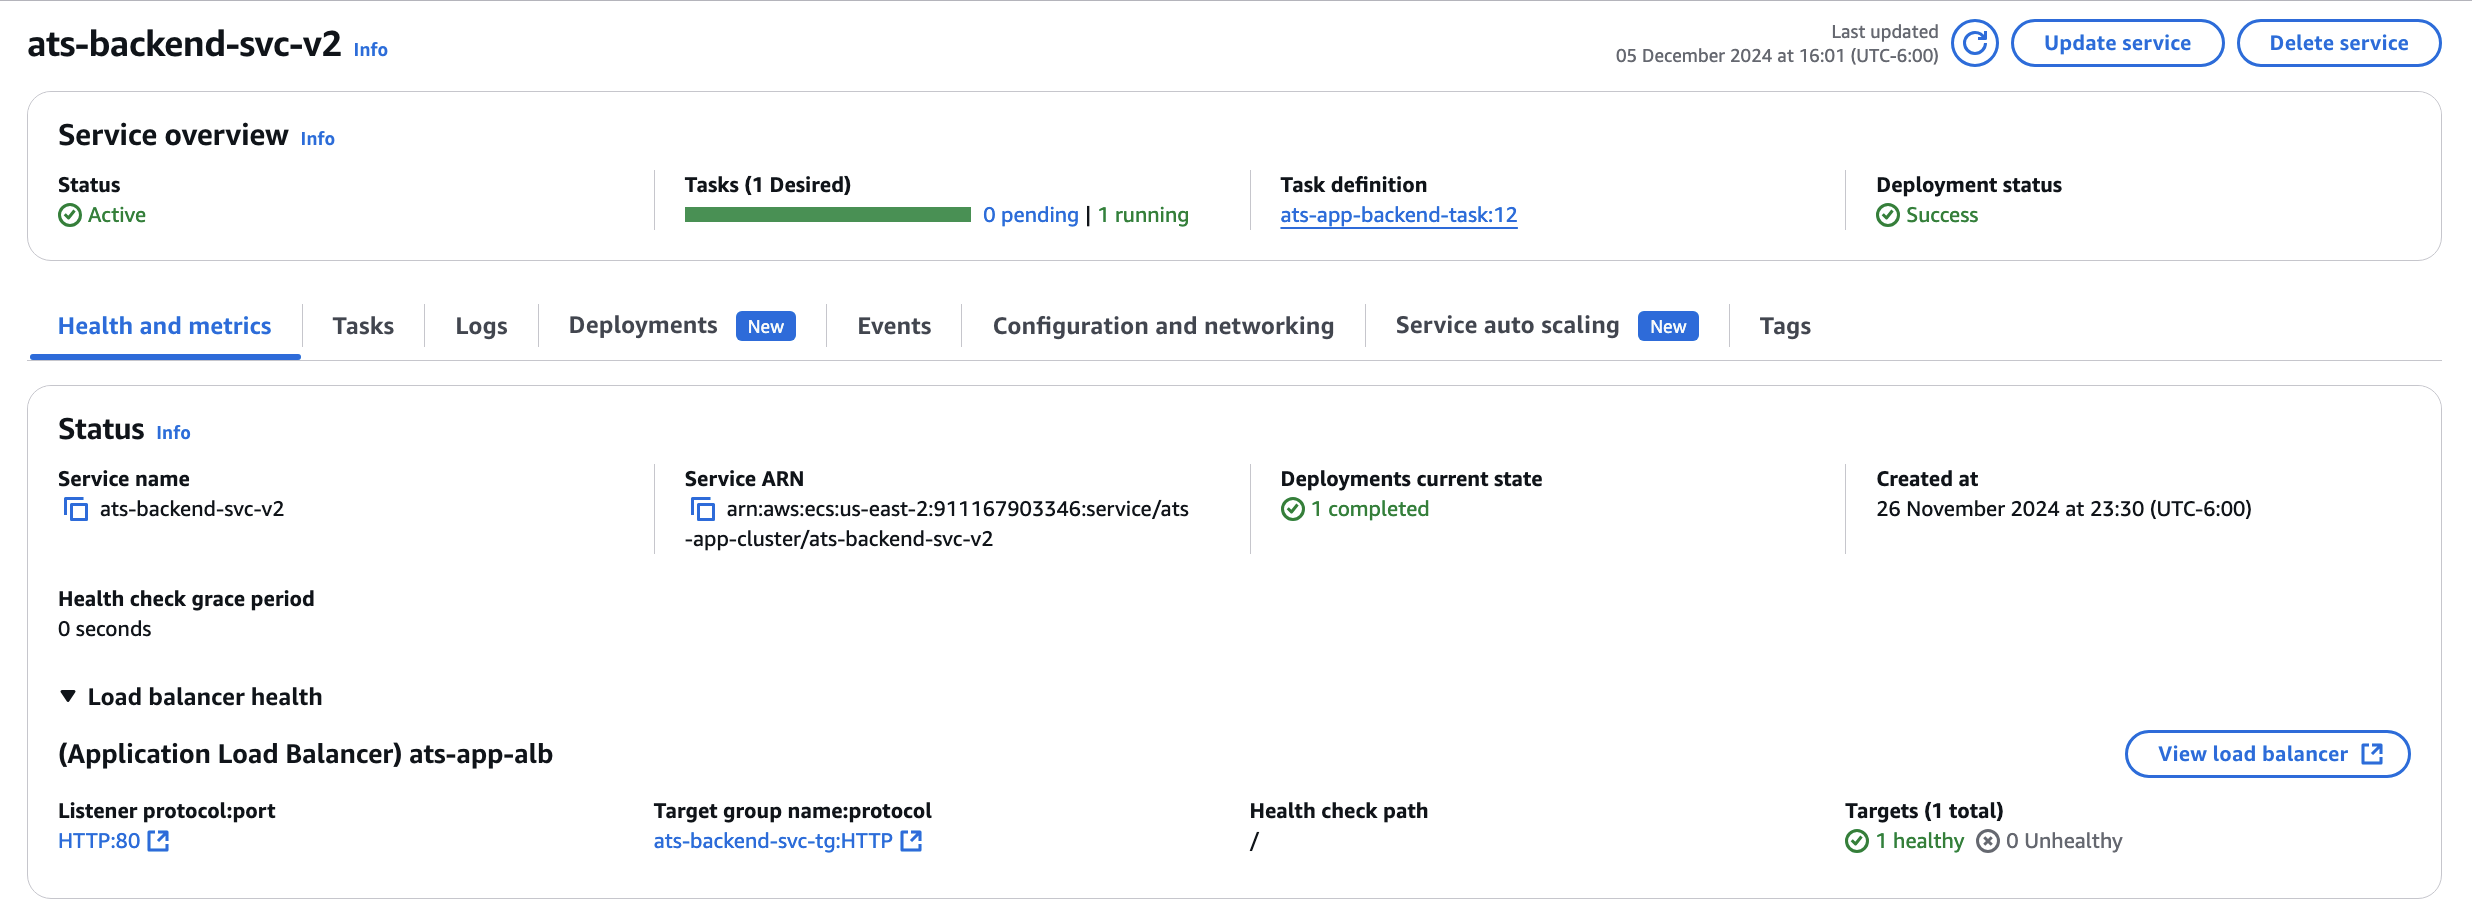 ats-backend-svc-v2 Info
Last updated
05 December 2024 at 16:01 (UTC-6:00)
Update service
Delete service
Service overview Info
Status
Active
Tasks (1 Desired)
0 pending | 1 running
Task definition
ats-app-backend-task:12
Deployment status
Success
Health and metrics
Tasks
Logs
Deployments New
Events
Configuration and networking
Service auto scaling New
Tags
Status Info
Service name
ats-backend-svc-v2
Service ARN
arn:aws:ecs:us-east-2:911167903346:service/ats
-app-cluster/ats-backend-svc-v2
Deployments current state
1 completed
Created at
26 November 2024 at 23:30 (UTC-6:00)
Health check grace period
0 seconds
Load balancer health
(Application Load Balancer) ats-app-alb
View load balancer
Listener protocol:port
HTTP:80
Target group name:protocol
ats-backend-svc-tg:HTTP
Health check path
/
Targets (1 total)
1 healthy 0 Unhealthy